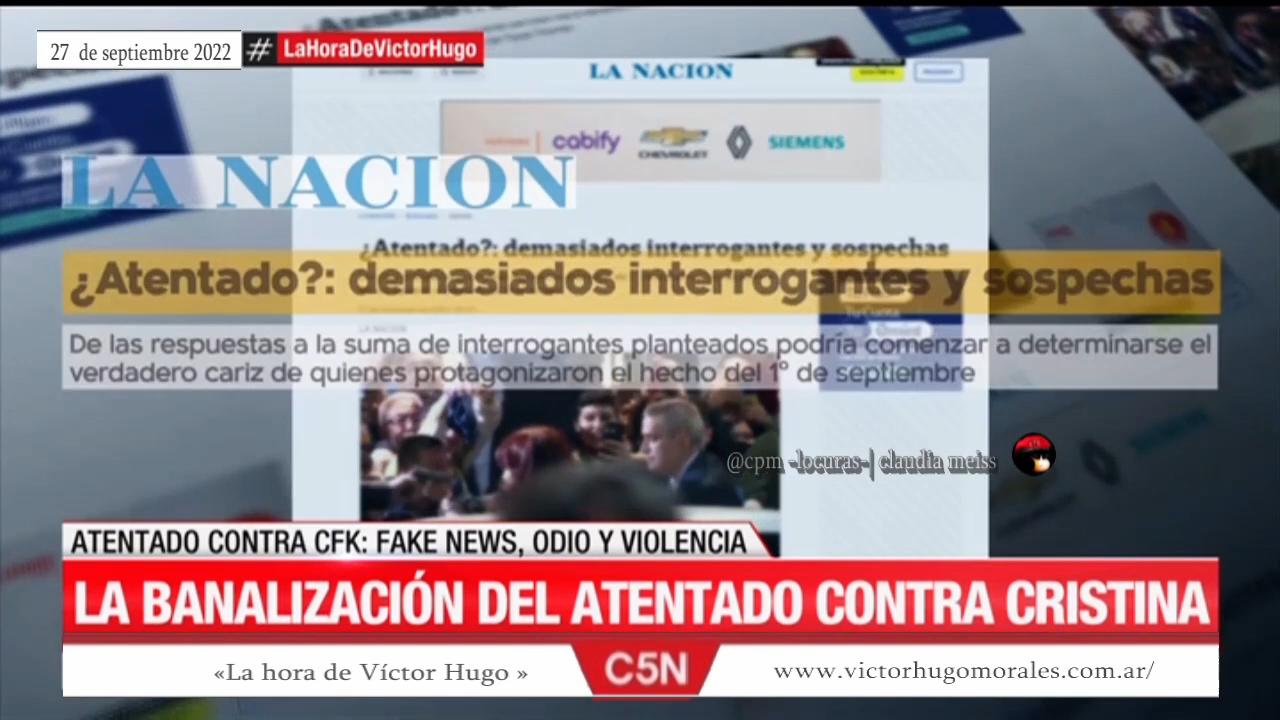 27 de septiembre 2022
# LaHoraDeVictorHugo
LA NACION
cabify
CHEVROLET
SIEMENS
LA NACION
¿Atentado?: demasiados interrogantes y sospechas
¿Atentado?: demasiados interrogantes y sospechas
De las respuestas a la suma de interrogantes planteados podría comenzar a determinarse el
verdadero cariz de quienes protagonizaron el hecho del 1° de septiembre
LA NACION
@cpm -locuras-| claudia meiss
ATENTADO CONTRA CFK: FAKE NEWS, ODIO Y VIOLENCIA
LA BANALIZACIÓN DEL ATENTADO CONTRA CRISTINA
«La hora de Víctor Hugo »
C5N
www.victorhugomorales.com.ar/